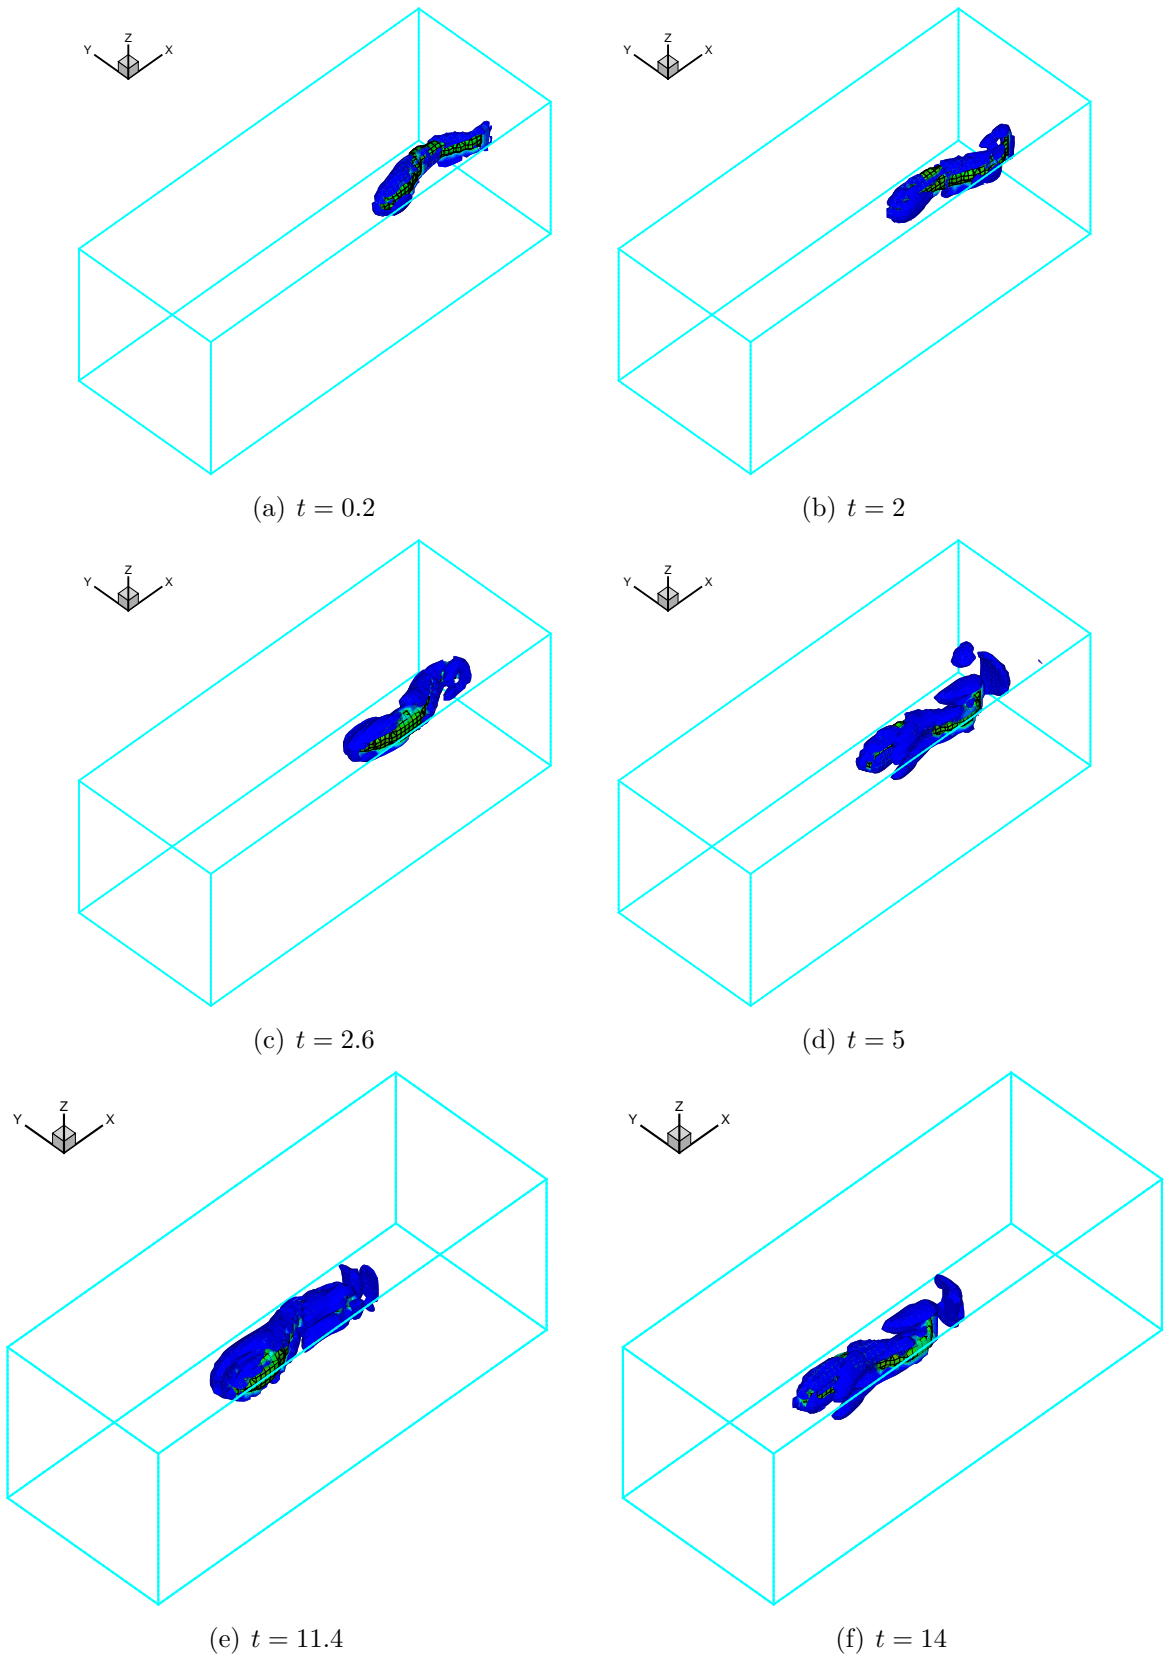 Z Z
Y X Y X
(a) t = 0.2 (b) t = 2
Z Z
Y X Y X
(c) t = 2.6 (d) t = 5
Z Z
Y X Y X
(e) t = 11.4 (f) t = 14